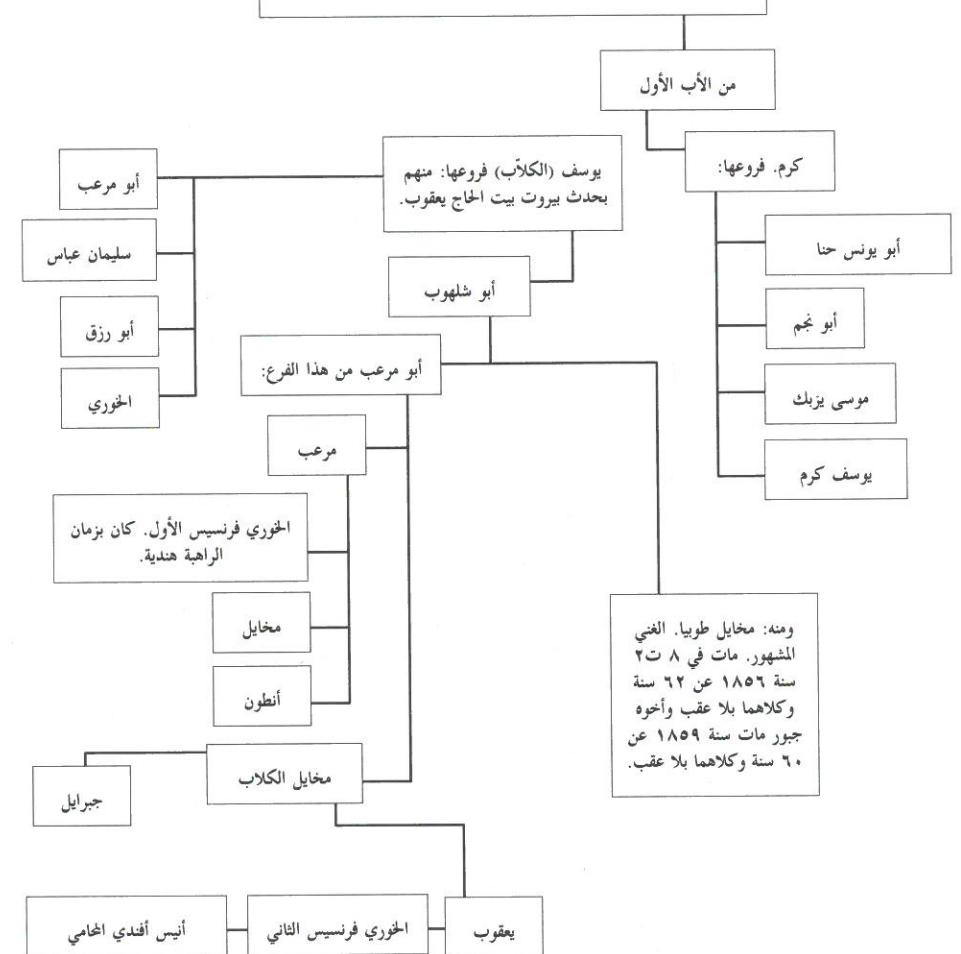 من الأب الأول
كرم. فروعها:
أبو يونس حنا
أبو نجم
موسى يزبك
يوسف كرم
يوسف (الكلاّب) فروعها: منهم
بحدث بيروت بيت الحاج يعقوب.
أبو مرعب
سليمان عباس
أبو رزق
الخوري
أبو شلهوب
أبو مرعب من هذا الفرع:
مرعب
الخوري فرنسيس الأول. كان بزمان
الراهبة هندية.
مخايل
أنطون
ومنه: مخايل طوبيا. الغني
المشهور. مات في ٨ ت٢
سنة ١٨٥٦ عن ٦٢ سنة
وكلاهما بلا عقب وأخوه
جبور مات سنة ١٨٥٩ عن
٦٠ سنة وكلاهما بلا عقب.
مخايل الكلاب
جبرايل
يعقوب
الخوري فرنسيس الثاني
أنيس أفندي المحامي